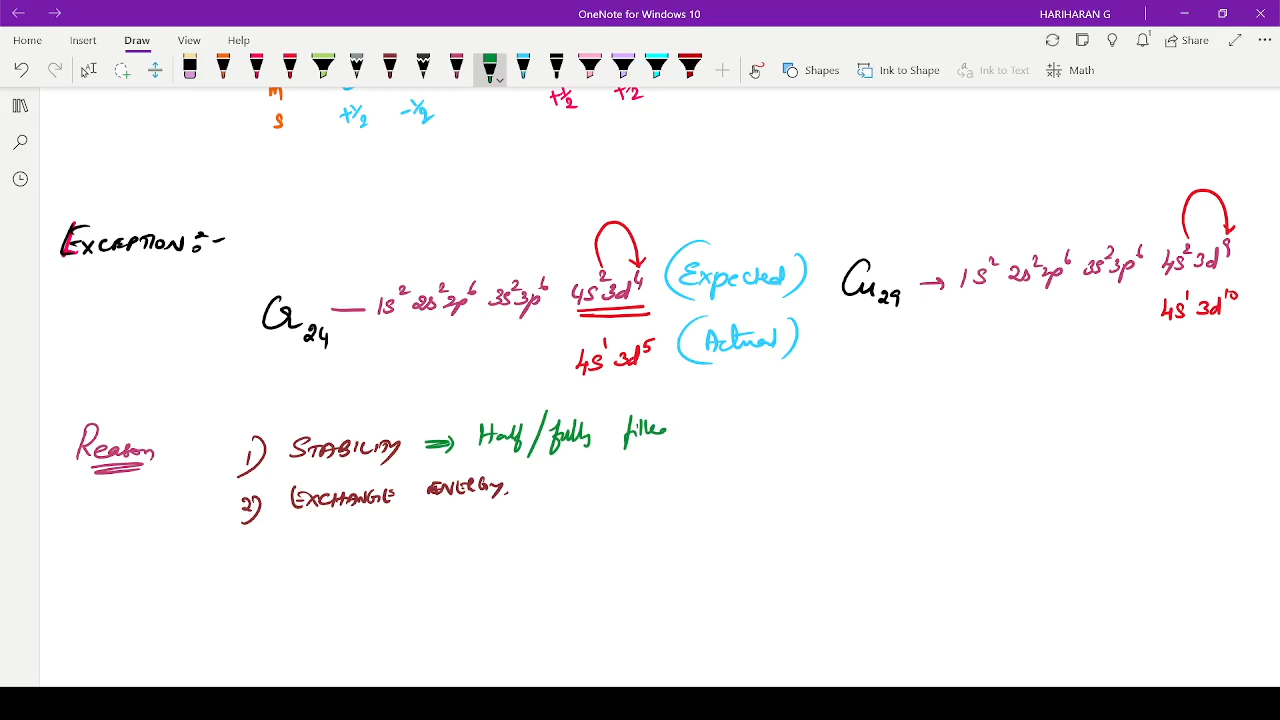 OneNote for Windows 10
HARIHARAN G
Home Insert Draw View Help
Share
Shapes Ink to Shape Ink to Text Math
m
s +1/2 -1/2 +1/2 +1/2
EXCEPTION:-
Cr₂₄ — 1s² 2s² 2p⁶ 3s² 3p⁶ 4s² 3d⁴ (Expected)
4s¹ 3d⁵ (Actual)
Cu₂₉ → 1s² 2s² 2p⁶ 3s² 3p⁶ 4s² 3d⁹
4s¹ 3d¹⁰
Reason 1) STABILITY ⇒ Half/fully fille
2) EXCHANGE ENERGY.